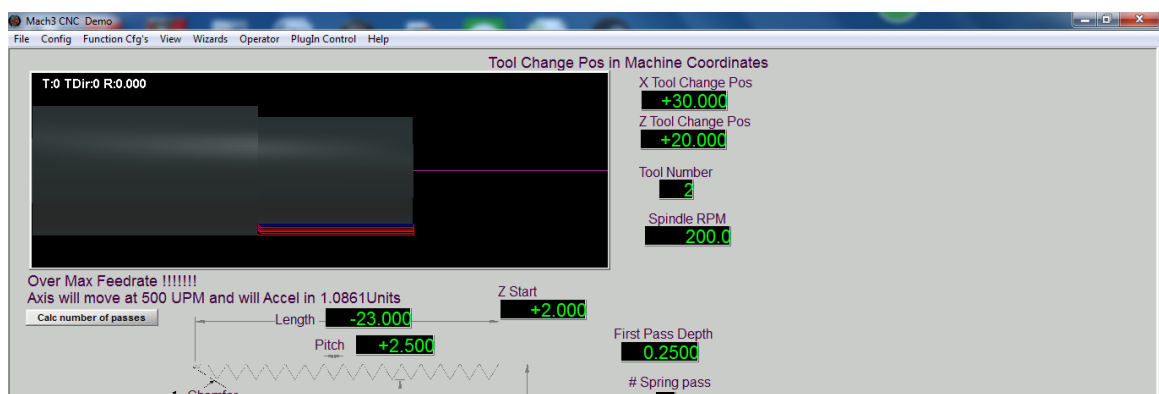 Mach3 CNC Demo
File Config Function Cfg's View Wizards Operator PlugIn Control Help
Tool Change Pos in Machine Coordinates
T:0 TDir:0 R:0.000
X Tool Change Pos
+30.000
Z Tool Change Pos
+20.000
Tool Number
2
Spindle RPM
200.0
Over Max Feedrate !!!!!!!
Axis will move at 500 UPM and will Accel in 1.0861Units
Z Start
+2.000
Calc number of passes
Length -23.000
Pitch +2.500
First Pass Depth
0.2500
# Spring pass
Chamfer